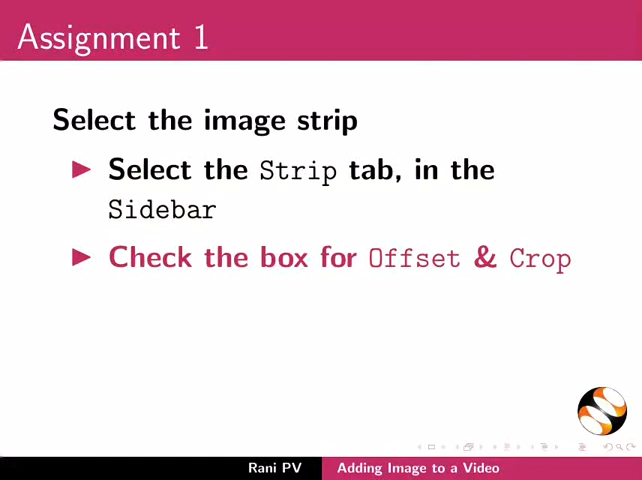 Assignment 1
Select the image strip
Select the Strip tab, in the
Sidebar
Check the box for Offset & Crop
Rani PV Adding Image to a Video